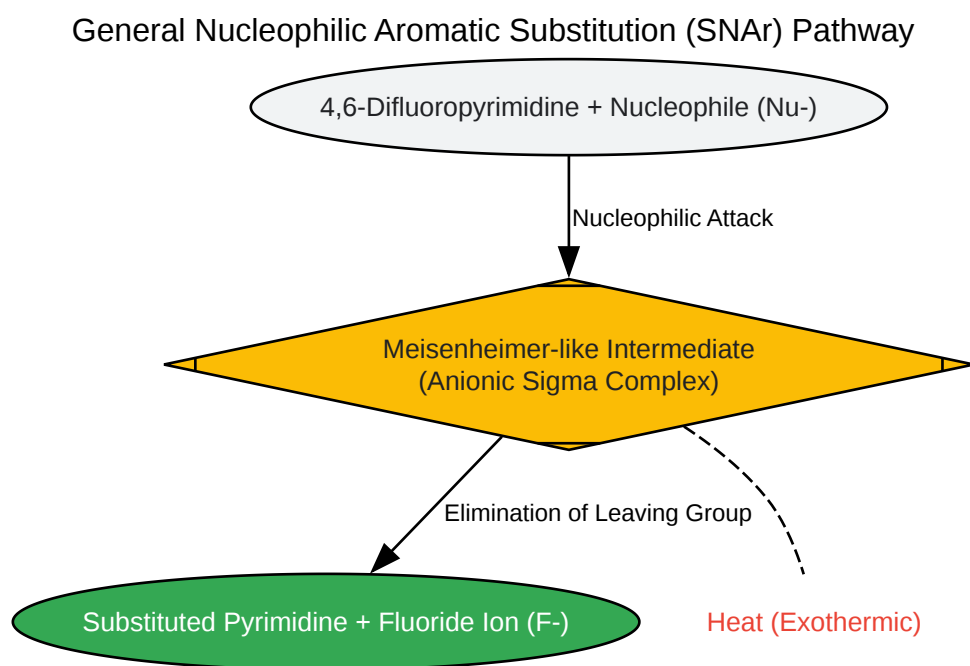 General Nucleophilic Aromatic Substitution (SNAr) Pathway
4,6-Difluoropyrimidine + Nucleophile (Nu-)
Nucleophilic Attack
Meisenheimer-like Intermediate
(Anionic Sigma Complex)
Elimination of Leaving Group
Substituted Pyrimidine + Fluoride Ion (F-)
Heat (Exothermic)